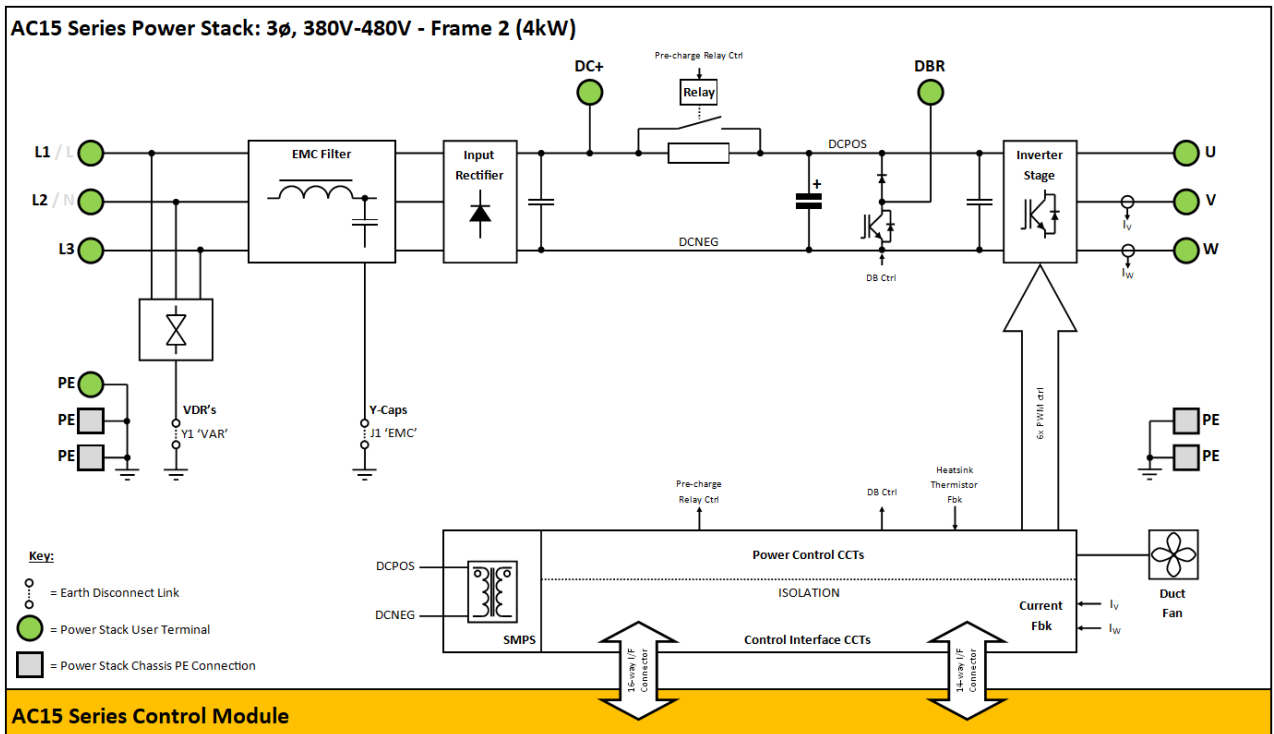 AC15 Series Power Stack: 3ø, 380V-480V - Frame 2 (4kW)
Pre-charge Relay Ctrl
DC+
DBR
Relay
L1 / L
EMC Filter
Input
Rectifier
DCPOS
Inverter
Stage
U
L2 / N
+
V
IV
L3
DCNEG
W
DB Ctrl
IW
PE
PE
PE
VDR's
Y1 'VAR'
Y-Caps
J1 'EMC'
6x PWM ctrl
PE
PE
Pre-charge
Relay Ctrl
DB Ctrl
Heatsink
Thermistor
Fbk
Key:
= Earth Disconnect Link
= Power Stack User Terminal
= Power Stack Chassis PE Connection
DCPOS
DCNEG
SMPS
Power Control CCTs
ISOLATION
Control Interface CCTs
Current
Fbk
IV
IW
Duct
Fan
16-way I/F
Connector
14-way I/F
Connector
AC15 Series Control Module